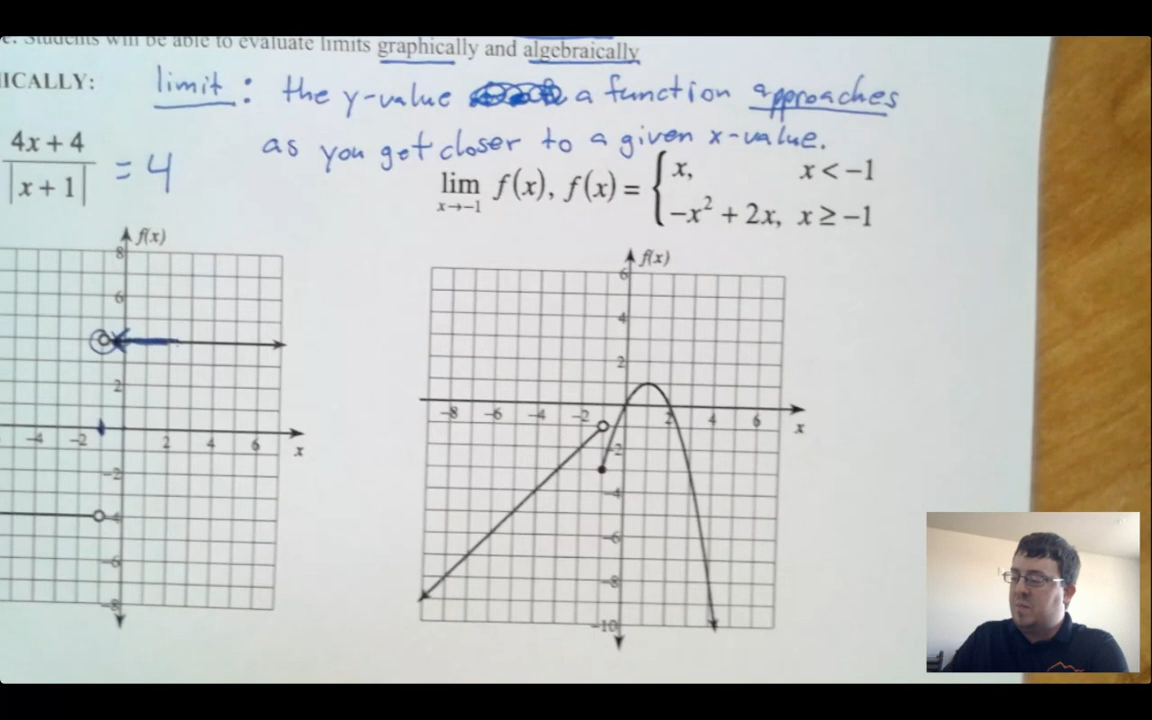 Students will be able to evaluate limits graphically and algebraically
ICALLY:
limit: the y-value a function approaches
as you get closer to a given x-value.
4x + 4
|x + 1|
= 4
lim f(x), f(x) = { x, x < -1
x→-1
-x² + 2x, x ≥ -1
f(x)
8
6
2
-4 -2 2 4 6
x
-2
-4
-6
-8
f(x)
6
4
2
-8 -6 -4 -2 2 4 6
x
-2
-4
-6
-8
-10